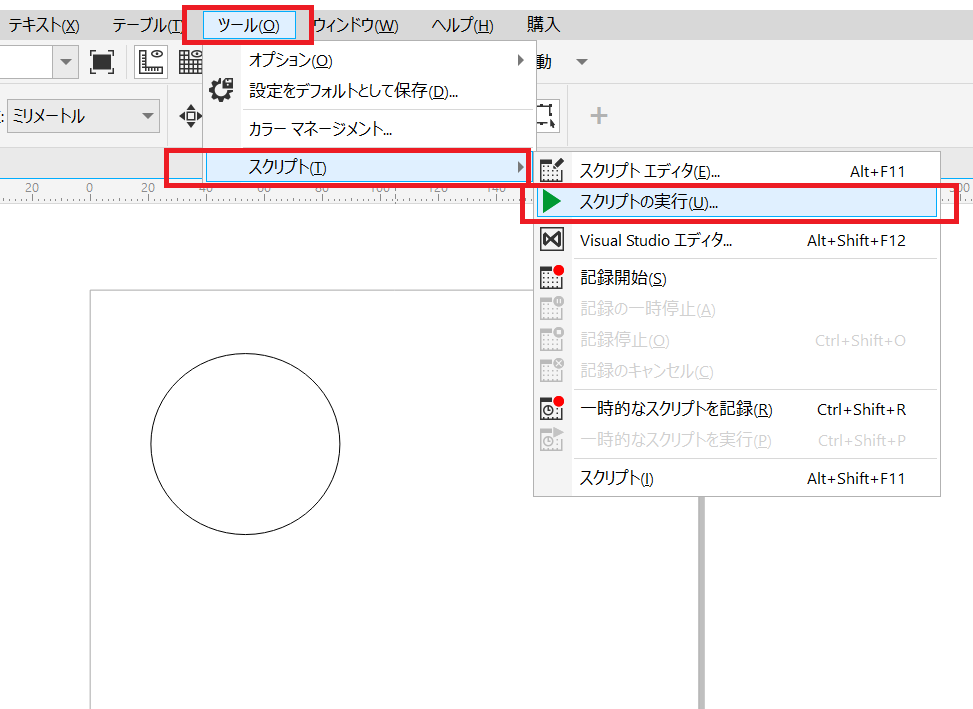 テキスト(X) テーブル(T) ツール(O) ウィンドウ(W) ヘルプ(H) 購入
オプション(O)
動
設定をデフォルトとして保存(D)...
ミリメートル
カラー マネージメント...
スクリプト(T)
スクリプト エディタ(E)... Alt+F11
20 0 20 40 60 80 100 120 140
スクリプトの実行(U)...
Visual Studio エディタ... Alt+Shift+F12
記録開始(S)
記録の一時停止(A)
記録停止(O) Ctrl+Shift+O
記録のキャンセル(C)
一時的なスクリプトを記録(R) Ctrl+Shift+R
一時的なスクリプトを実行(P) Ctrl+Shift+P
スクリプト(I) Alt+Shift+F11